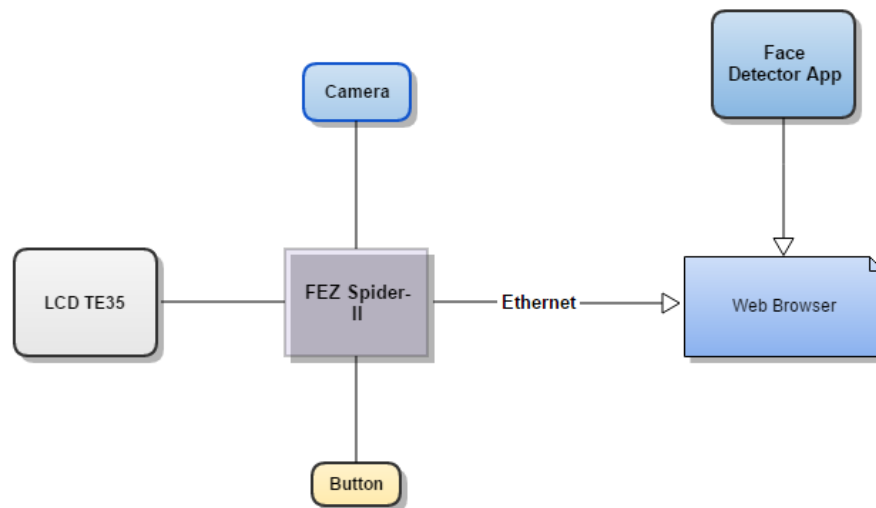 Face
Detector App
Camera
LCD TE35
FEZ Spider-
II
Ethernet
Web Browser
Button